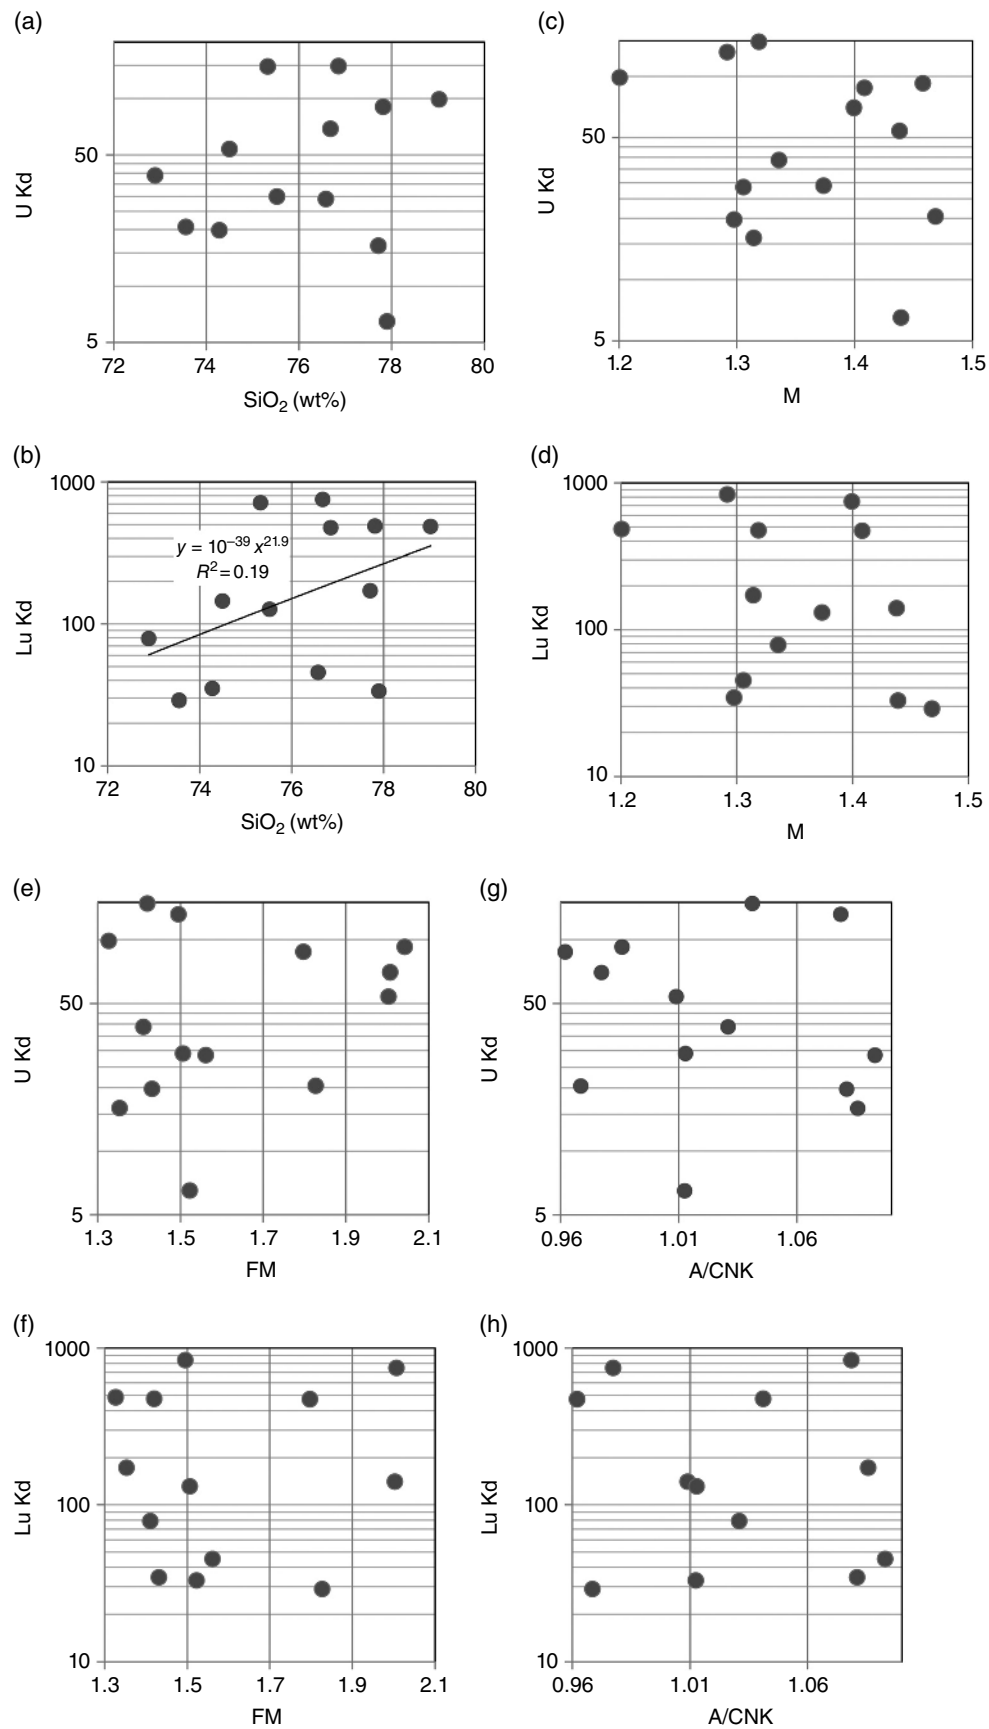 (a)
U Kd
50
5
72 74 76 78 80
SiO₂ (wt%)
(c)
U Kd
50
5
1.2 1.3 1.4 1.5
M
(b)
Lu Kd
1000
100
10
y = 10⁻³⁹ x²¹·⁹
R² = 0.19
72 74 76 78 80
SiO₂ (wt%)
(d)
Lu Kd
1000
100
10
1.2 1.3 1.4 1.5
M
(e)
U Kd
50
5
1.3 1.5 1.7 1.9 2.1
FM
(g)
U Kd
50
5
0.96 1.01 1.06
A/CNK
(f)
Lu Kd
1000
100
10
1.3 1.5 1.7 1.9 2.1
FM
(h)
Lu Kd
1000
100
10
0.96 1.01 1.06
A/CNK